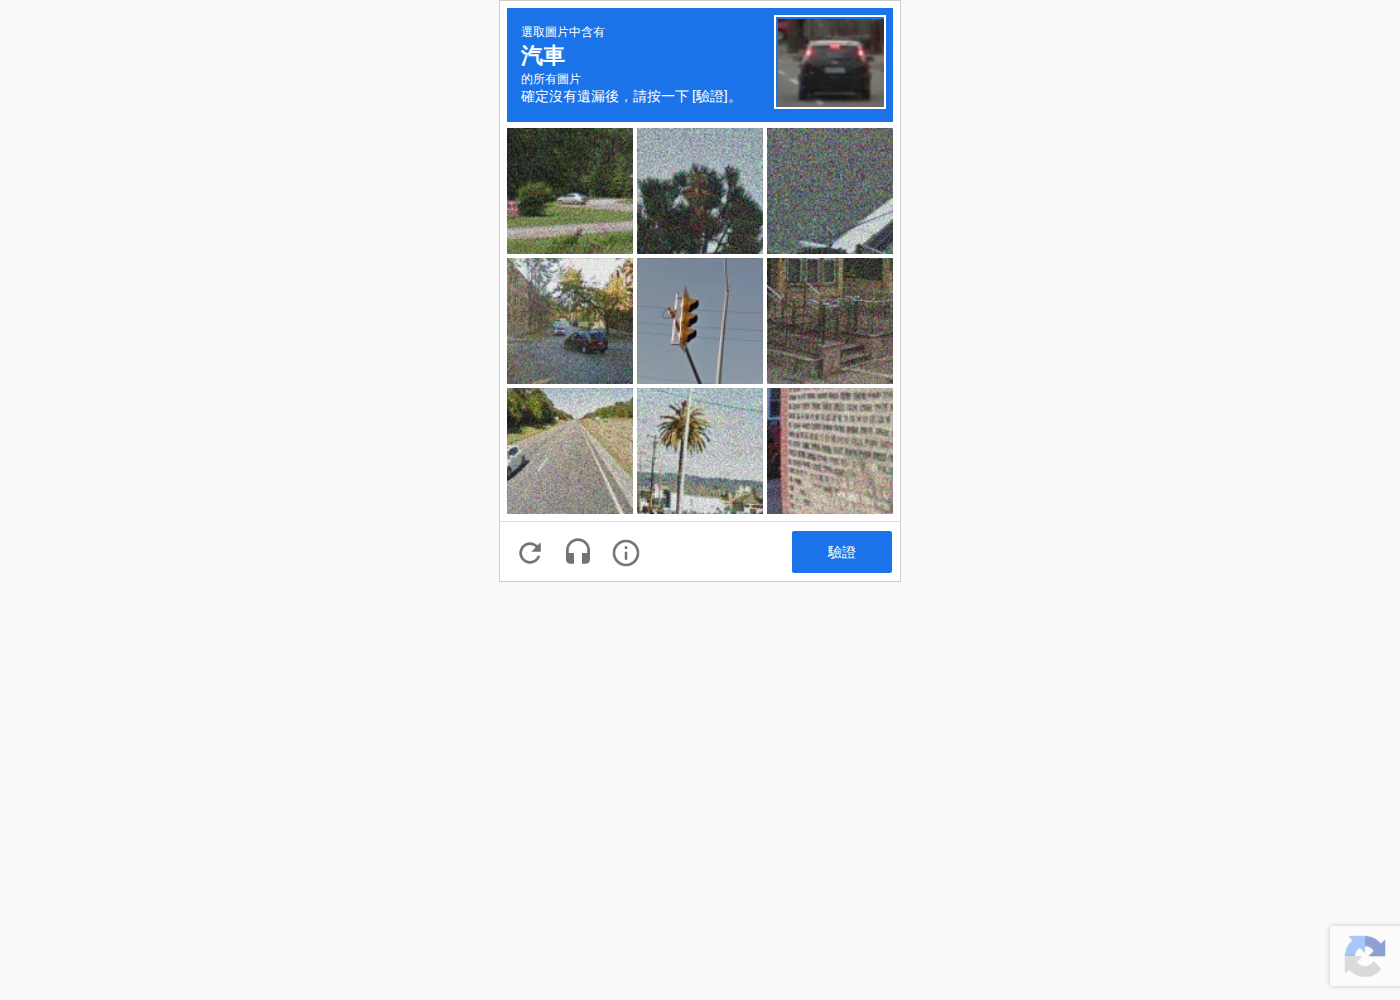 選取圖片中含有
汽車
的所有圖片
確定沒有遺漏後，請按一下 [驗證]。
驗證